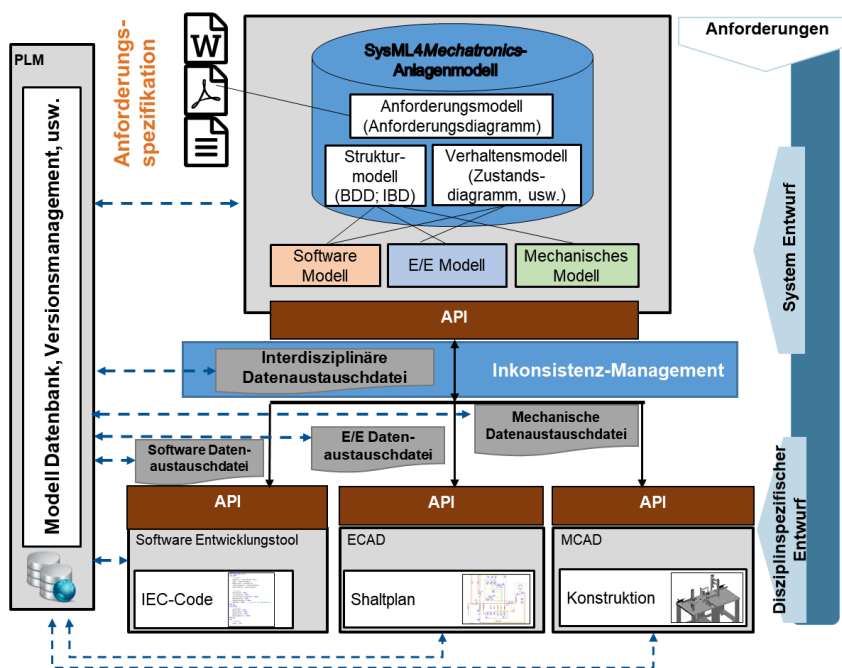 Anforderungs-
spezifikation
PLM
Modell Datenbank, Versionsmanagement, usw.
W
SysML4Mechatronics-
Anlagenmodell
Anforderungsmodell
(Anforderungsdiagramm)
Struktur-
modell
(BDD; IBD)
Verhaltensmodell
(Zustands-
diagramm, usw.)
Software
Modell
E/E Modell
Mechanisches
Modell
API
Interdisziplinäre
Datenaustauschdatei
Inkonsistenz-Management
Software Daten-
austauschdatei
E/E Daten-
austauschdatei
Mechanische
Datenaustauschdatei
API
Software Entwicklungstool
IEC-Code
API
ECAD
Shaltplan
API
MCAD
Konstruktion
Anforderungen
System Entwurf
Disziplinspezifischer
Entwurf